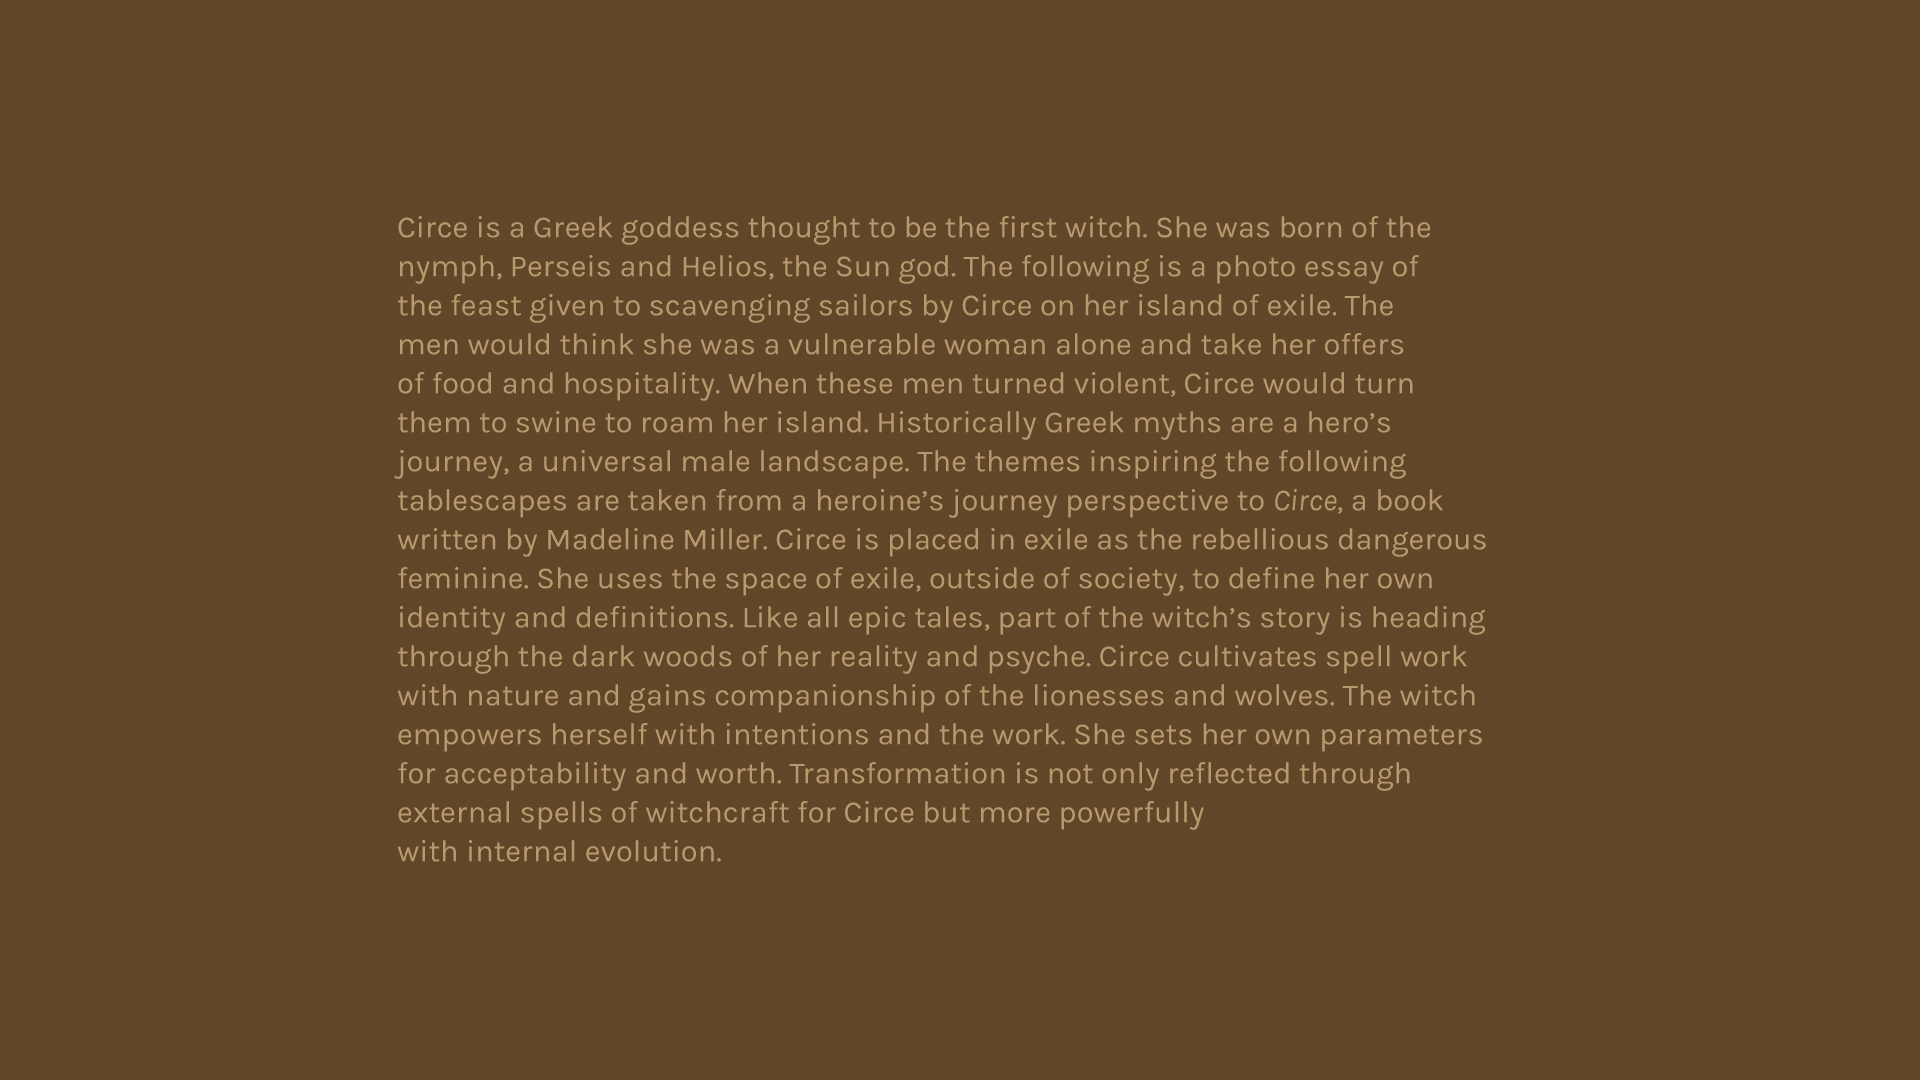 Circe is a Greek goddess thought to be the first witch. She was born of the
nymph, Perseis and Helios, the Sun god. The following is a photo essay of
the feast given to scavenging sailors by Circe on her island of exile. The
men would think she was a vulnerable woman alone and take her offers
of food and hospitality. When these men turned violent, Circe would turn
them to swine to roam her island. Historically Greek myths are a hero’s
journey, a universal male landscape. The themes inspiring the following
tablescapes are taken from a heroine’s journey perspective to Circe, a book
written by Madeline Miller. Circe is placed in exile as the rebellious dangerous
feminine. She uses the space of exile, outside of society, to define her own
identity and definitions. Like all epic tales, part of the witch’s story is heading
through the dark woods of her reality and psyche. Circe cultivates spell work
with nature and gains companionship of the lionesses and wolves. The witch
empowers herself with intentions and the work. She sets her own parameters
for acceptability and worth. Transformation is not only reflected through
external spells of witchcraft for Circe but more powerfully
with internal evolution.